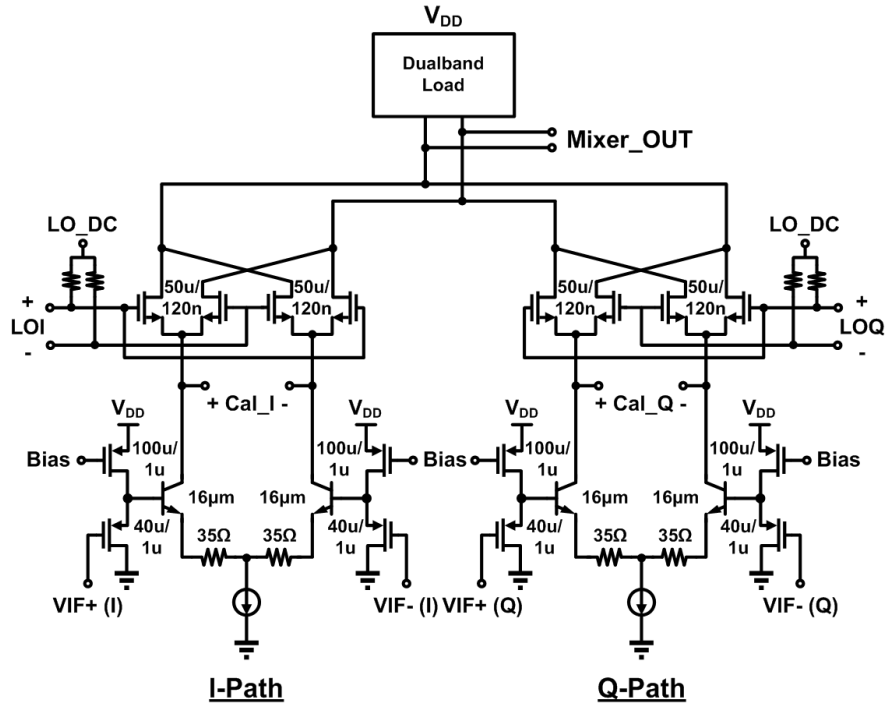 VDD
Dualband
Load
Mixer_OUT
LO_DC
LO_DC
50u/
120n
50u/
120n
50u/
120n
50u/
120n
+
LOI
-
+
LOQ
-
+ Cal_I -
+ Cal_Q -
VDD
VDD
VDD
VDD
Bias
100u/
1u
100u/
1u
Bias
100u/
1u
100u/
1u
Bias
16μm
16μm
16μm
16μm
40u/
1u
35Ω
35Ω
40u/
1u
40u/
1u
35Ω
35Ω
40u/
1u
VIF+ (I)
VIF- (I)
VIF+ (Q)
VIF- (Q)
I-Path
Q-Path